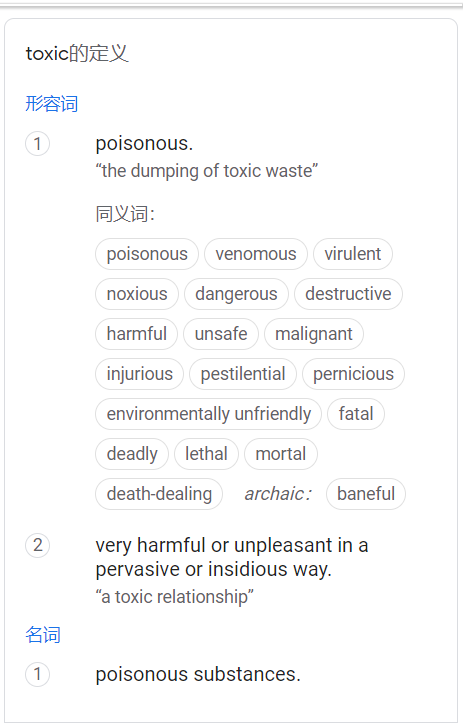 toxic的定义
形容词
1 poisonous.
“the dumping of toxic waste”
同义词：
poisonous venomous virulent
noxious dangerous destructive
harmful unsafe malignant
injurious pestilential pernicious
environmentally unfriendly fatal
deadly lethal mortal
death-dealing archaic： baneful
2 very harmful or unpleasant in a
pervasive or insidious way.
“a toxic relationship”
名词
1 poisonous substances.